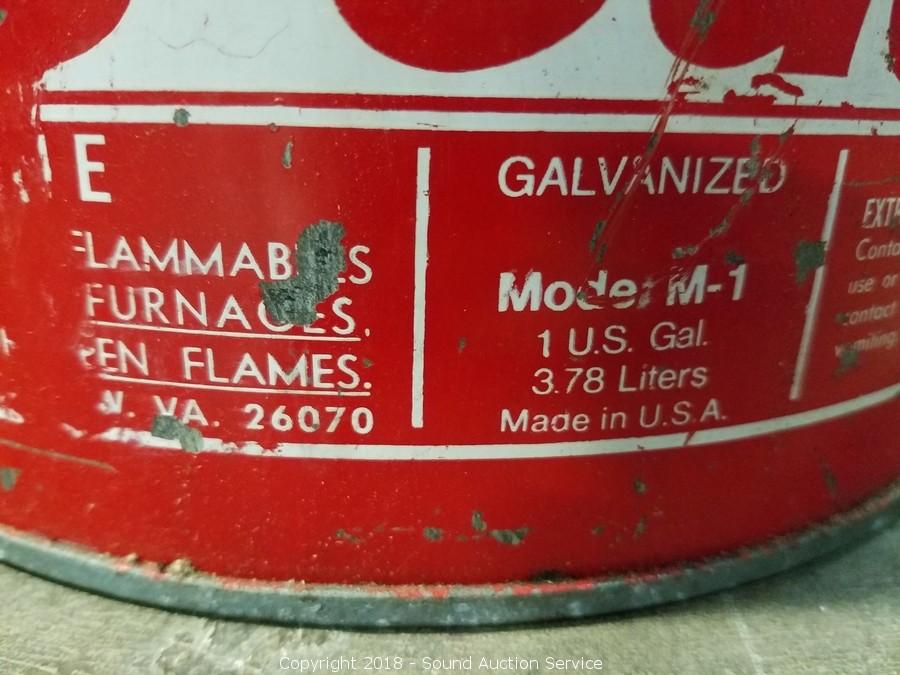 E
FLAMMABLES
FURNACES.
PEN FLAMES.
W. VA. 26070
GALVANIZED
Model M-1
1 U.S. Gal.
3.78 Liters
Made in U.S.A.
EXT
Conta
use or
contact
vomiting.
Copyright 2018 - Sound Auction Service